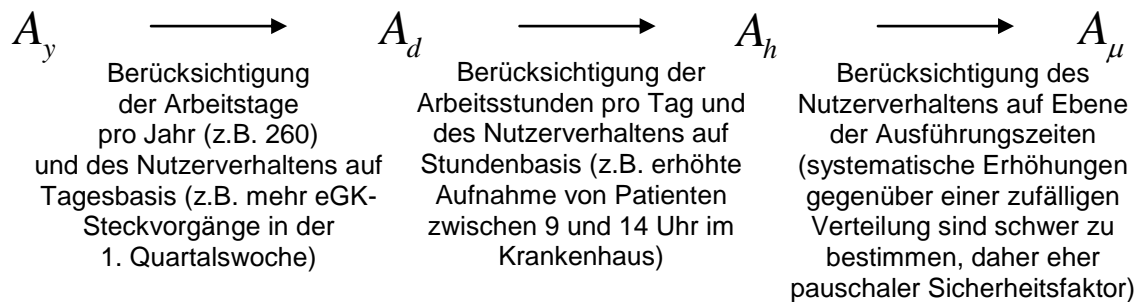 A_y A_d A_h A_μ
Berücksichtigung
der Arbeitstage
pro Jahr (z.B. 260)
und des Nutzerverhaltens auf
Tagesbasis (z.B. mehr eGK-
Steckvorgänge in der
1. Quartalswoche)
Berücksichtigung der
Arbeitsstunden pro Tag und
des Nutzerverhaltens auf
Stundenbasis (z.B. erhöhte
Aufnahme von Patienten
zwischen 9 und 14 Uhr im
Krankenhaus)
Berücksichtigung des
Nutzerverhaltens auf Ebene
der Ausführungszeiten
(systematische Erhöhungen
gegenüber einer zufälligen
Verteilung sind schwer zu
bestimmen, daher eher
pauschaler Sicherheitsfaktor)